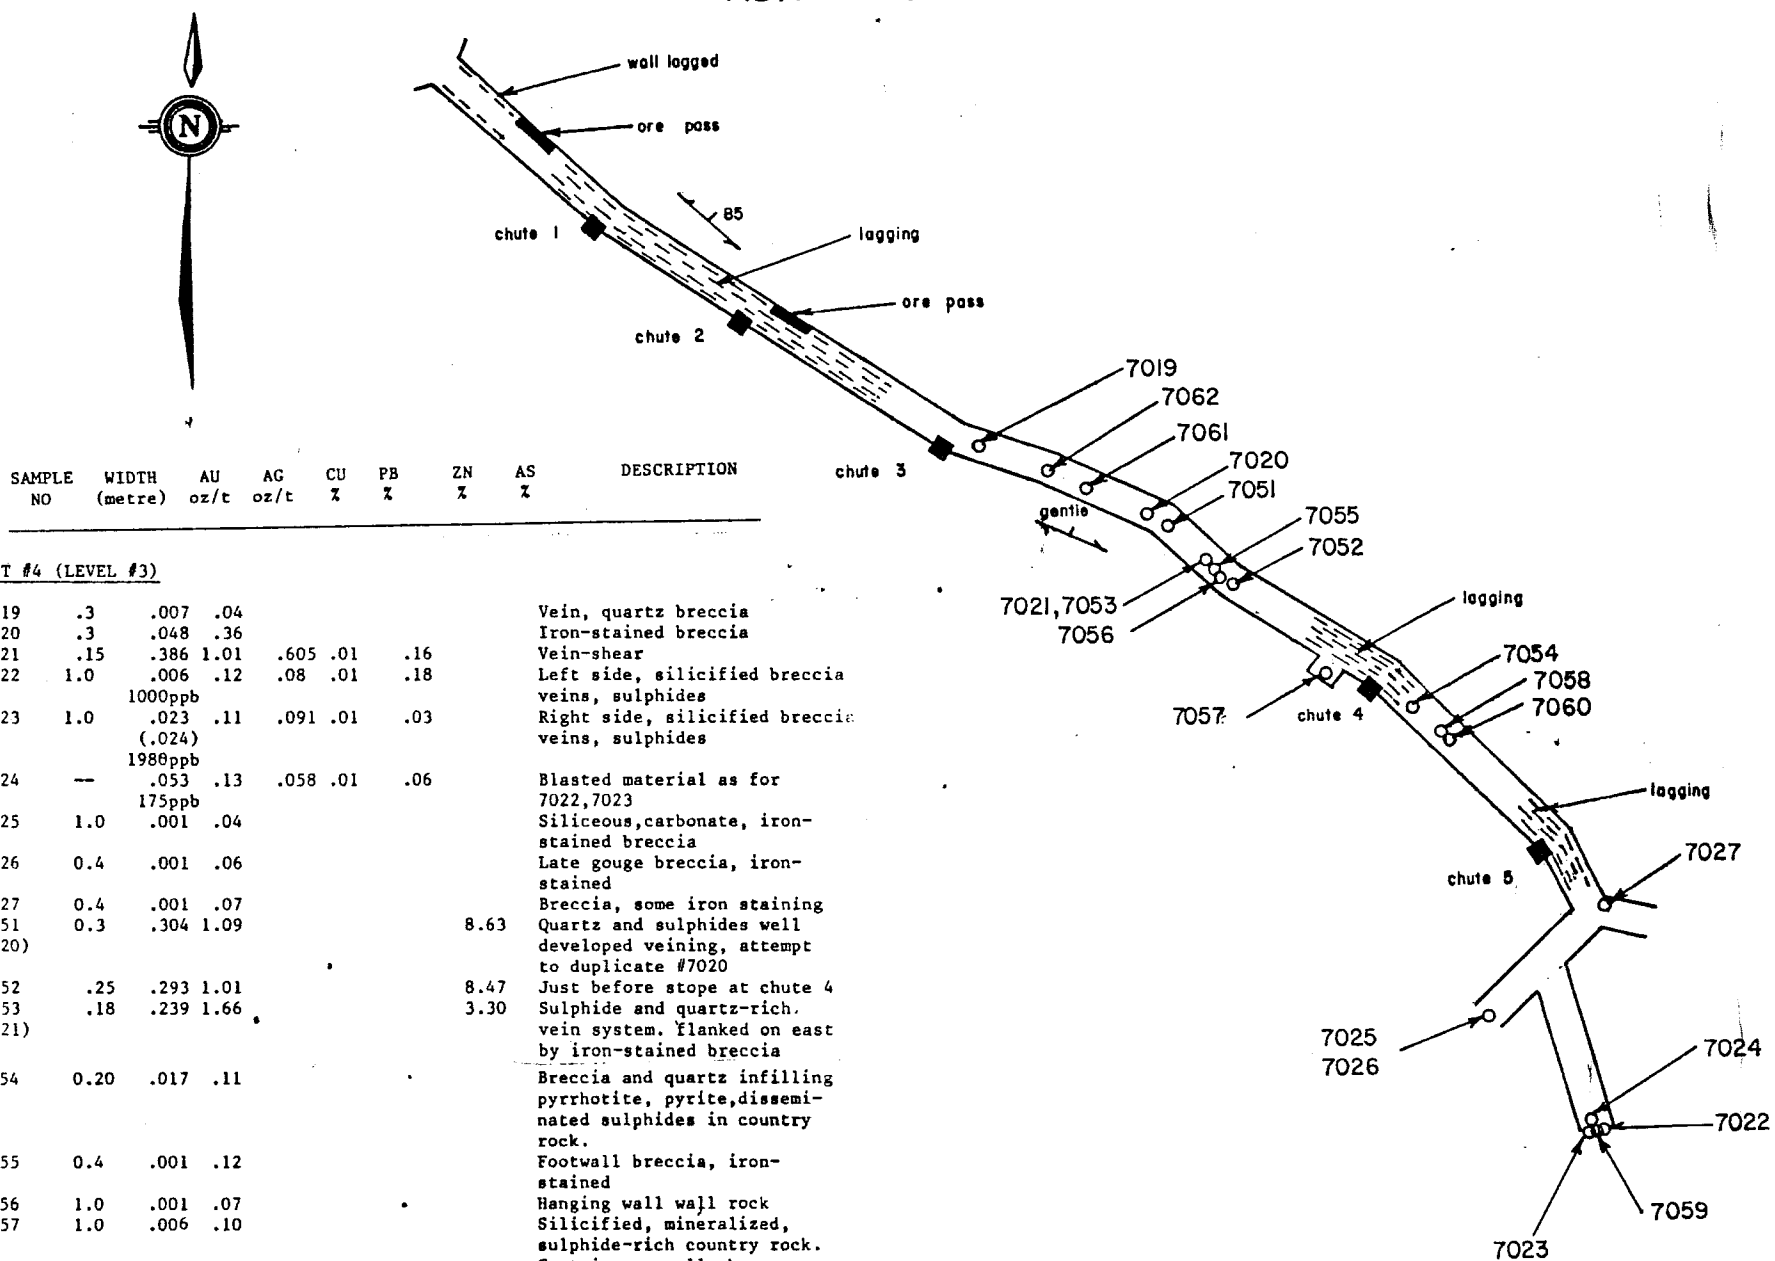 N
wall lagged
ore pass
85
chute 1
lagging
ore pass
chute 2
7019
7062
7061
7020
7051
7055
7052
chute 3
gentle
7021,7053
7056
lagging
7054
7058
7060
7057
chute 4
lagging
7027
chute 5
7025
7026
7024
7022
7059
7023
SAMPLE WIDTH AU AG CU PB ZN AS DESCRIPTION
NO (metre) oz/t oz/t % % % %
T #4 (LEVEL #3)
19 .3 .007 .04 Vein, quartz breccia
20 .3 .048 .36 Iron-stained breccia
21 .15 .386 1.01 .605 .01 .16 Vein-shear
22 1.0 .006 .12 .08 .01 .18 Left side, silicified breccia
1000ppb veins, sulphides
23 1.0 .023 .11 .091 .01 .03 Right side, silicified breccia
(.024) veins, sulphides
1980ppb
24 -- .053 .13 .058 .01 .06 Blasted material as for
175ppb 7022,7023
25 1.0 .001 .04 Siliceous,carbonate, iron-
stained breccia
26 0.4 .001 .06 Late gouge breccia, iron-
stained
27 0.4 .001 .07 Breccia, some iron staining
51 0.3 .304 1.09 8.63 Quartz and sulphides well
20) developed veining, attempt
to duplicate #7020
52 .25 .293 1.01 8.47 Just before stope at chute 4
53 .18 .239 1.66 3.30 Sulphide and quartz-rich.
21) vein system. flanked on east
by iron-stained breccia
54 0.20 .017 .11 Breccia and quartz infilling
pyrrhotite, pyrite,dissemi-
nated sulphides in country
rock.
55 0.4 .001 .12 Footwall breccia, iron-
stained
56 1.0 .001 .07 Hanging wall wall rock
57 1.0 .006 .10 Silicified, mineralized,
sulphide-rich country rock.